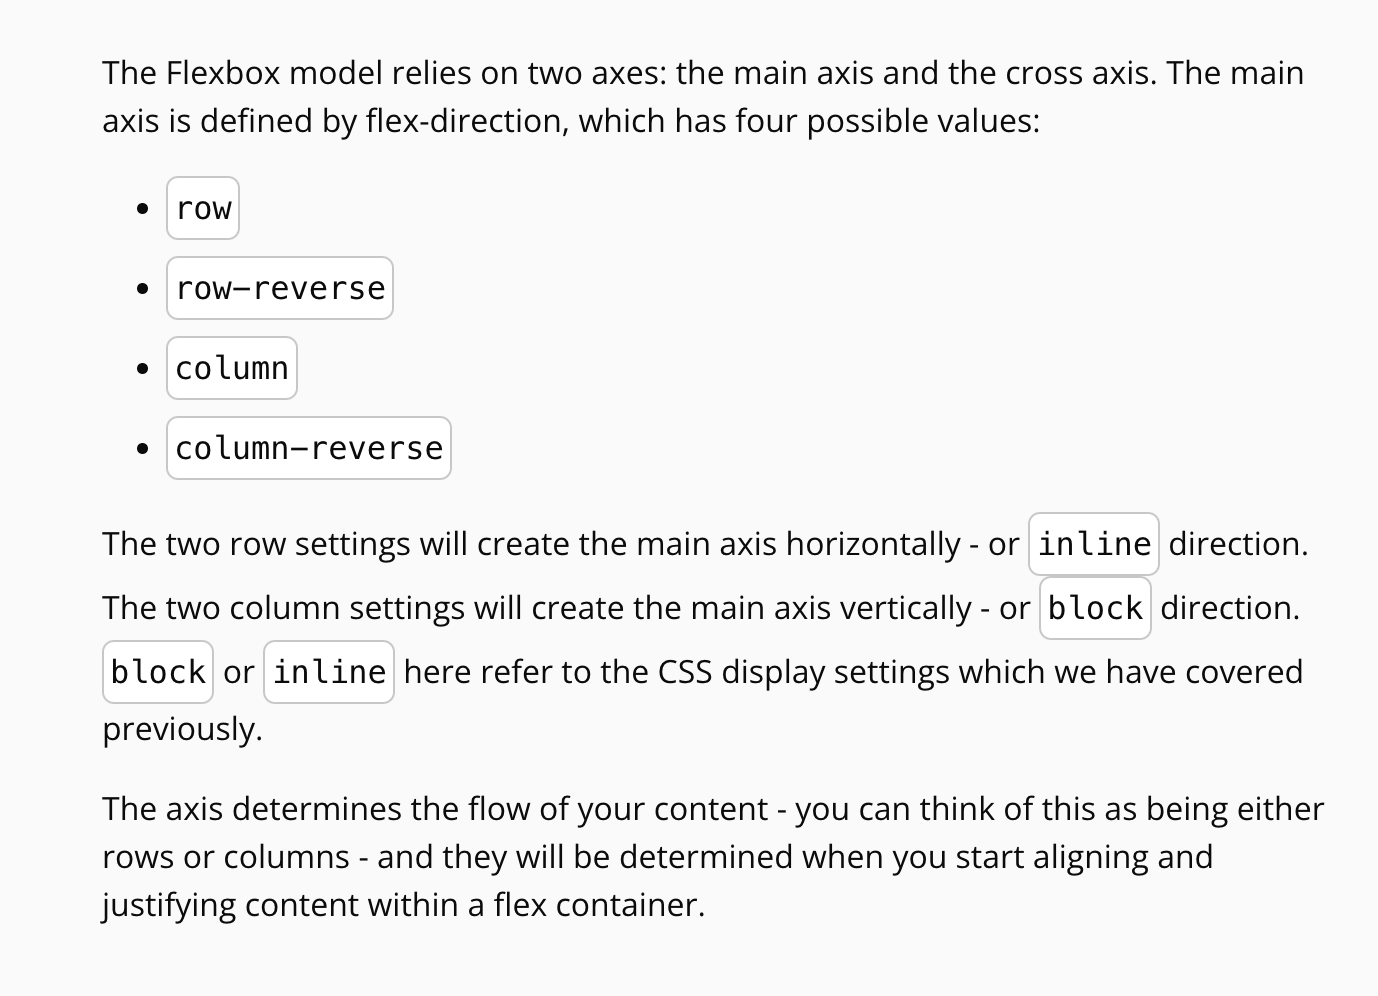 The Flexbox model relies on two axes: the main axis and the cross axis. The main
axis is defined by flex-direction, which has four possible values:
• row
• row-reverse
• column
• column-reverse
The two row settings will create the main axis horizontally - or inline direction.
The two column settings will create the main axis vertically - or block direction.
block or inline here refer to the CSS display settings which we have covered
previously.
The axis determines the flow of your content - you can think of this as being either
rows or columns - and they will be determined when you start aligning and
justifying content within a flex container.